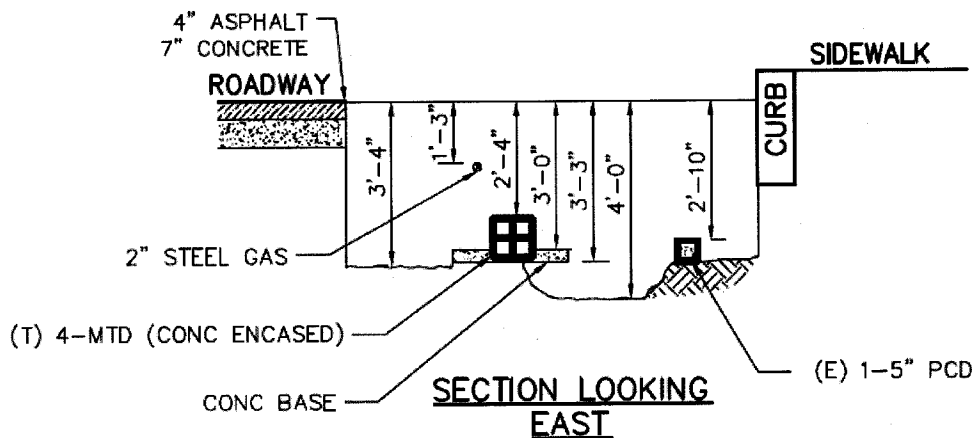 4" ASPHALT
7" CONCRETE
SIDEWALK
ROADWAY
CURB
3'-4"
1'-3"
2'-4"
3'-0"
3'-3"
4'-0"
2'-10"
2" STEEL GAS
(T) 4-MTD (CONC ENCASED)
(E) 1-5" PCD
CONC BASE
SECTION LOOKING
EAST